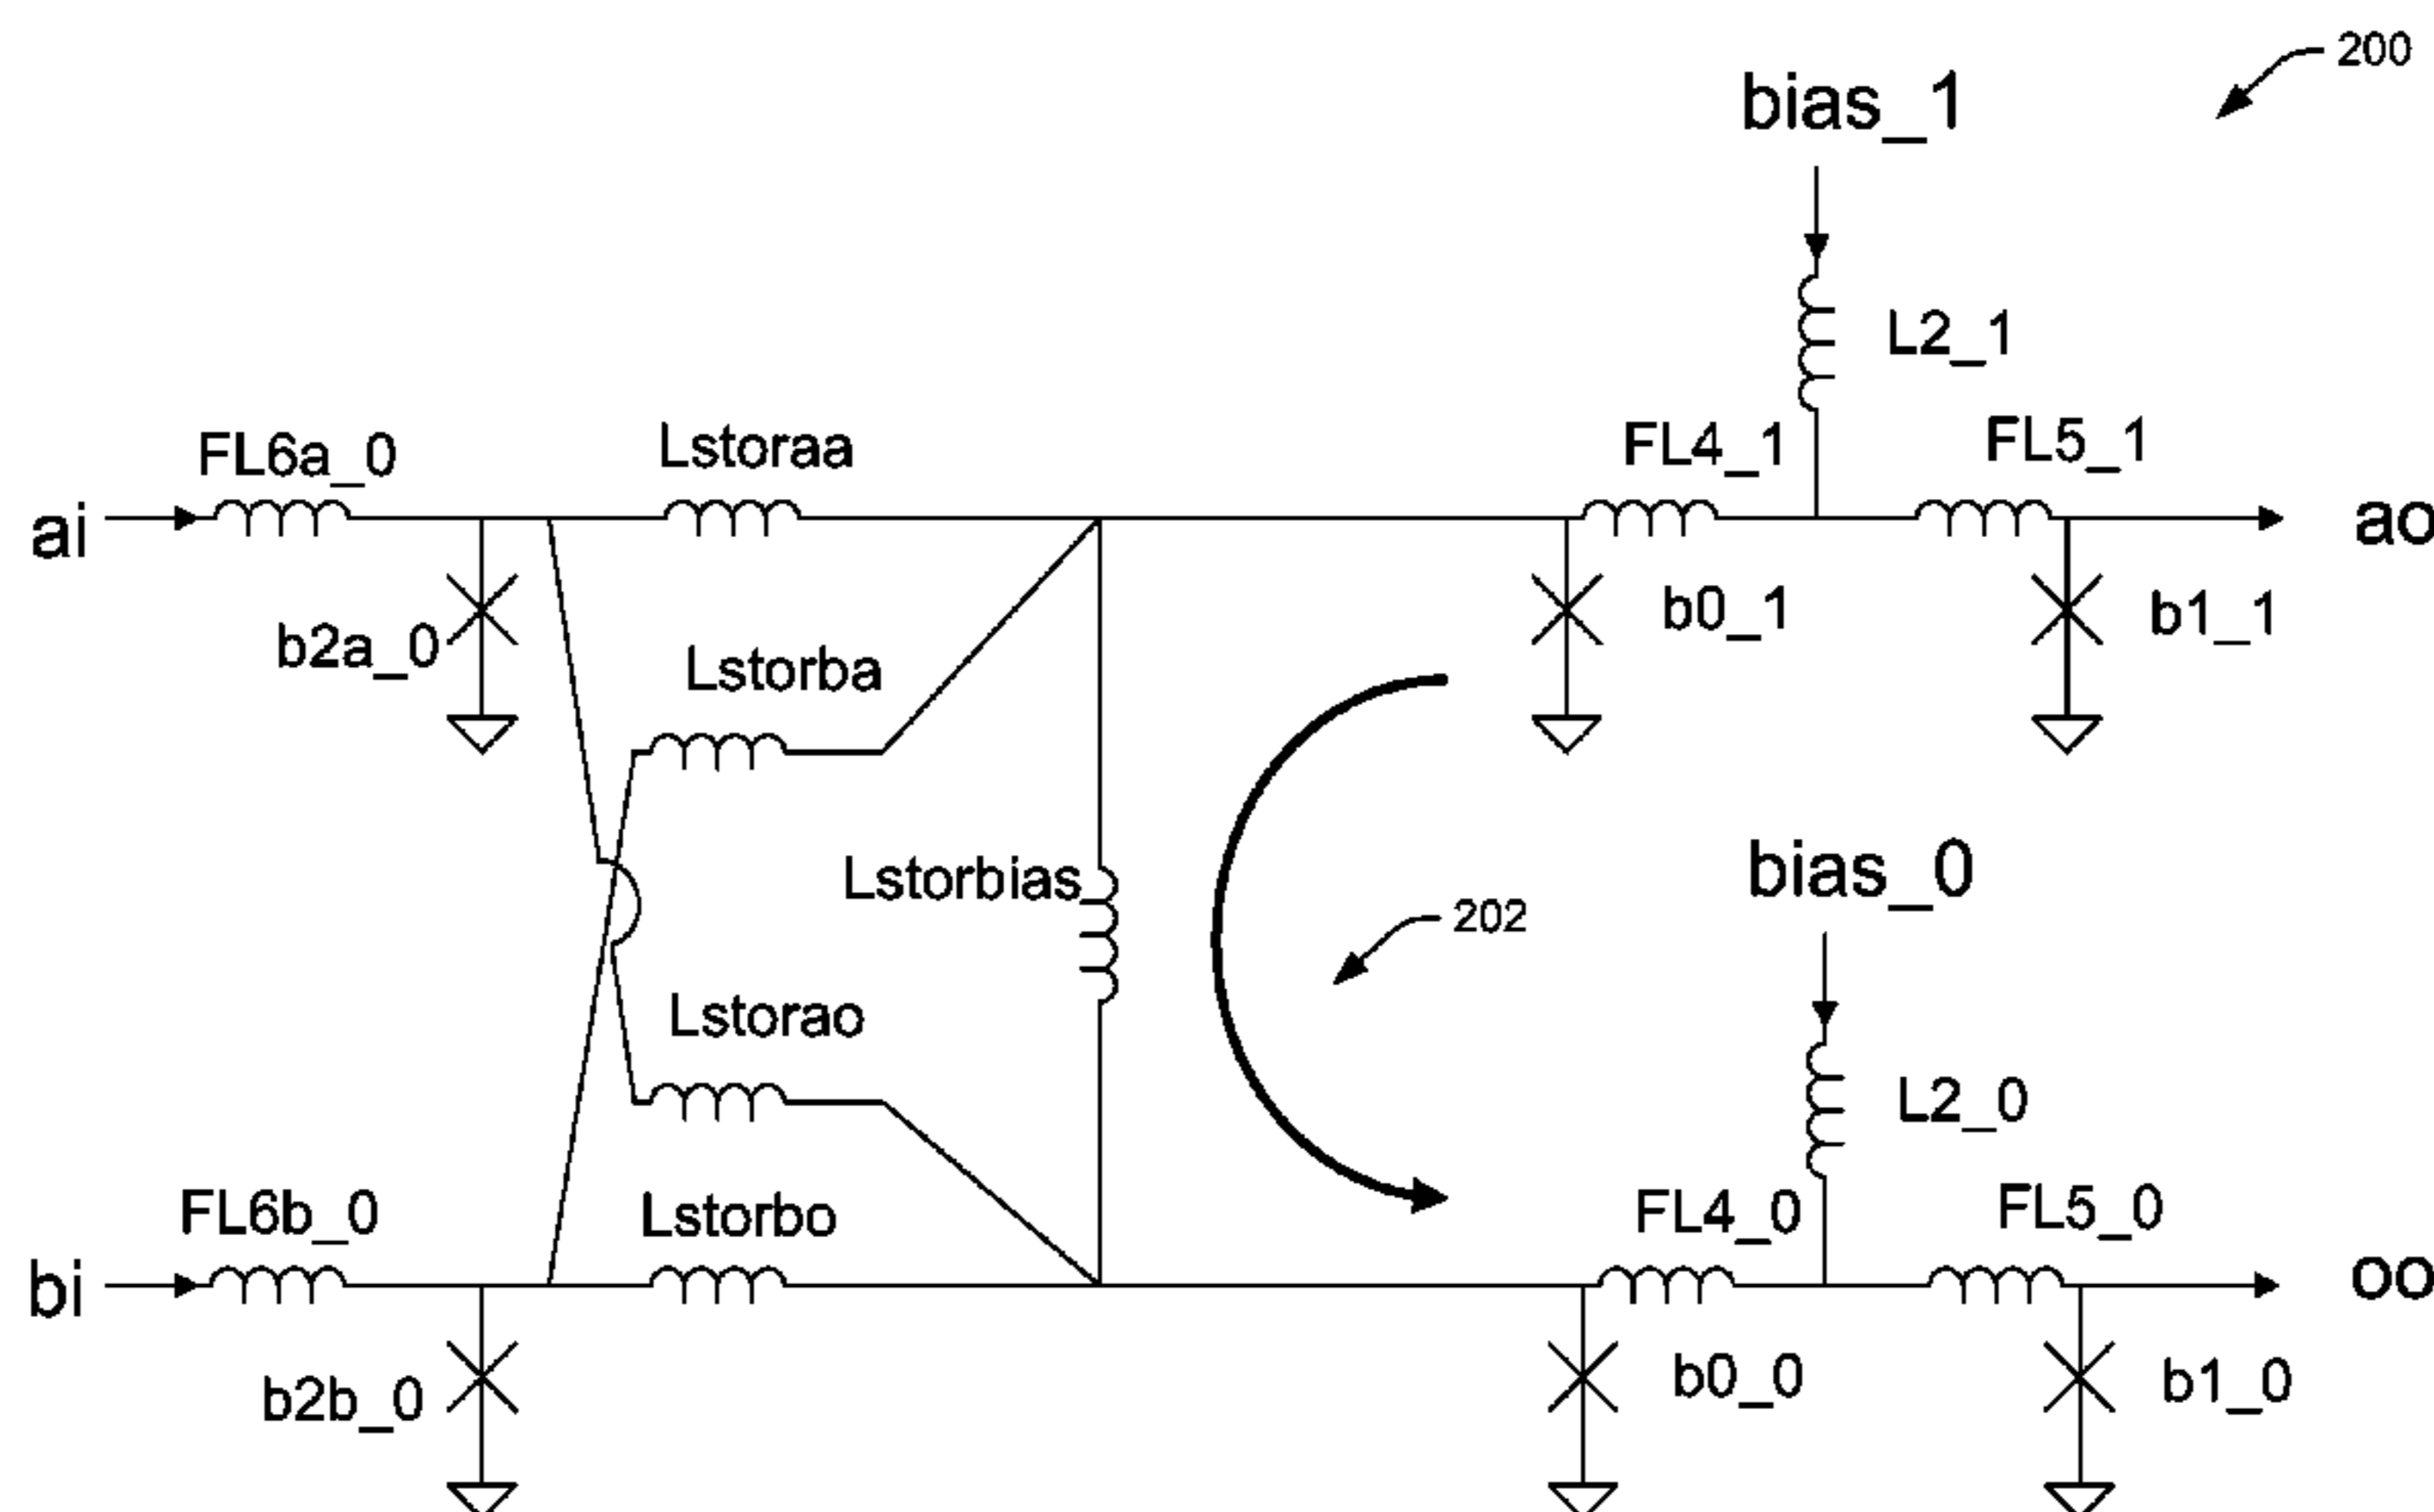 200
bias_1
L2_1
FL6a_0
Lstoraa
FL4_1
FL5_1
ai
ao
b2a_0
b0_1
b1_1
Lstorba
bias_0
Lstorbias
202
Lstorao
L2_0
FL6b_0
Lstorbo
FL4_0
FL5_0
bi
oo
b2b_0
b0_0
b1_0